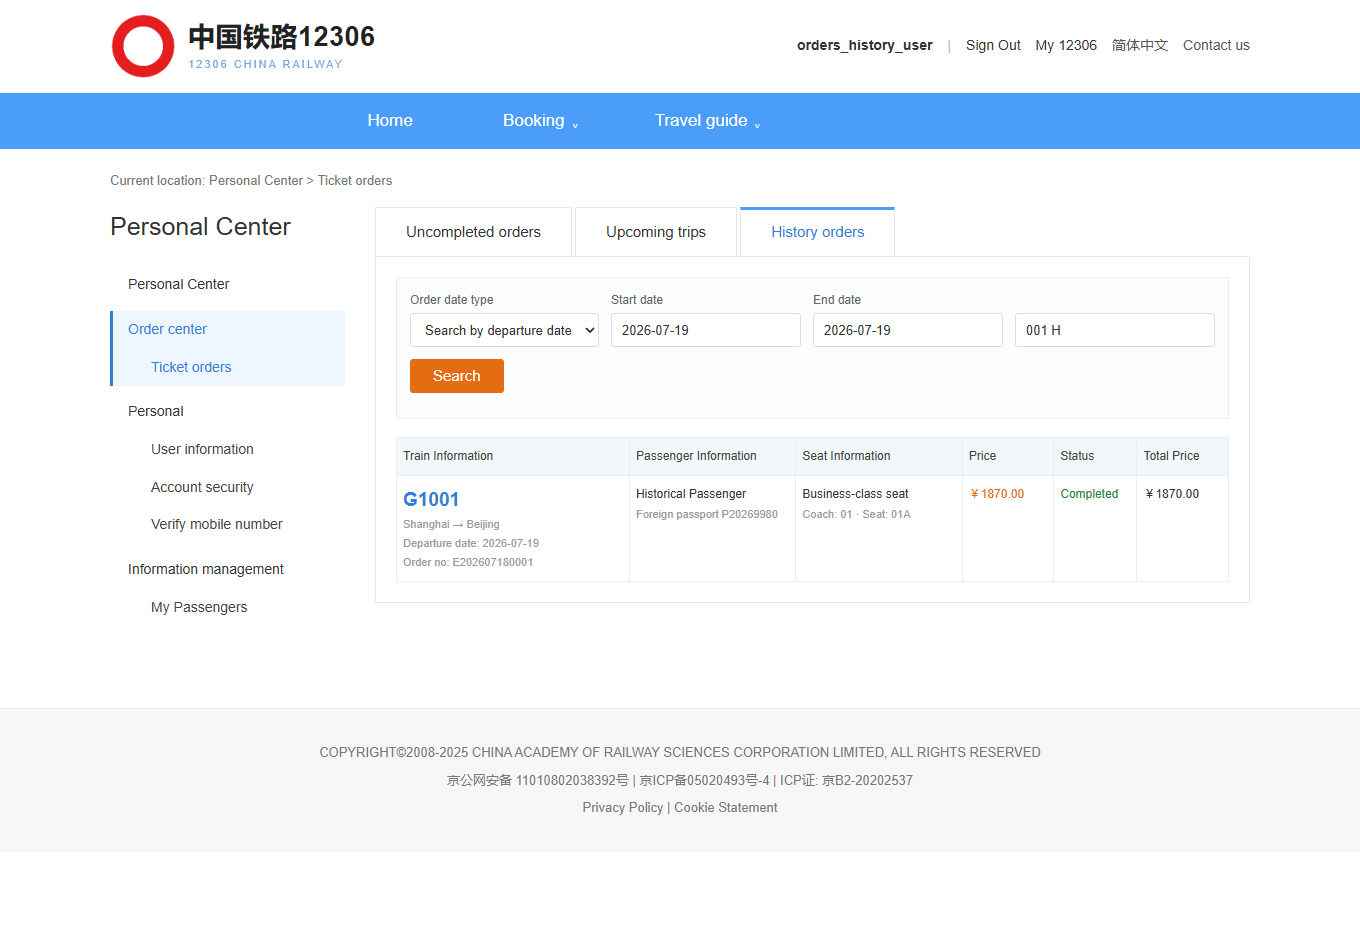 中国铁路12306
12306 CHINA RAILWAY
orders_history_user | Sign Out My 12306 简体中文 Contact us
Home Booking Travel guide
Current location: Personal Center > Ticket orders
Personal Center
Personal Center
Order center
Ticket orders
Personal
User information
Account security
Verify mobile number
Information management
My Passengers
Uncompleted orders Upcoming trips History orders
Order date type Start date End date
Search by departure date 2026-07-19 2026-07-19 001 H
Search
Train Information Passenger Information Seat Information Price Status Total Price
G1001 Historical Passenger Business-class seat ¥ 1870.00 Completed ¥ 1870.00
Shanghai → Beijing Foreign passport P20269980 Coach: 01 · Seat: 01A
Departure date: 2026-07-19
Order no: E202607180001
COPYRIGHT©2008-2025 CHINA ACADEMY OF RAILWAY SCIENCES CORPORATION LIMITED, ALL RIGHTS RESERVED
京公网安备 11010802038392号 | 京ICP备05020493号-4 | ICP证: 京B2-20202537
Privacy Policy | Cookie Statement